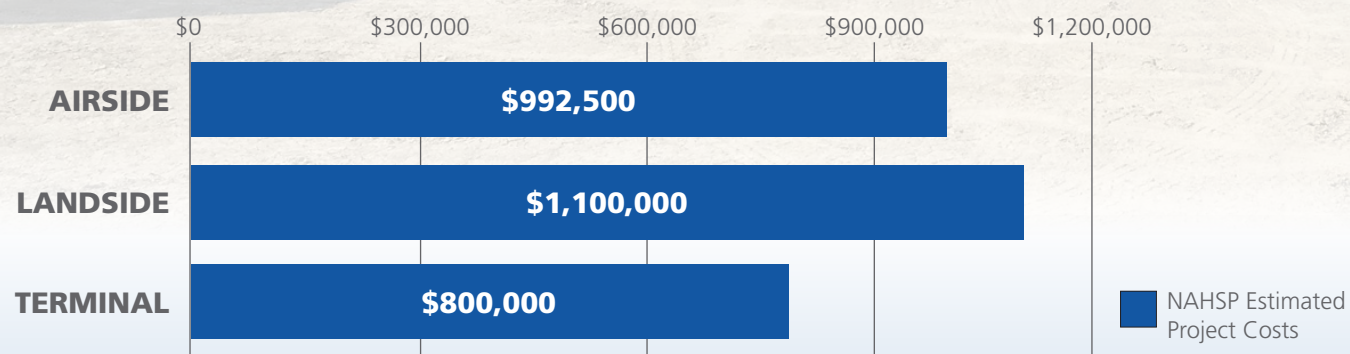 $0 $300,000 $600,000 $900,000 $1,200,000
AIRSIDE $992,500
LANDSIDE $1,100,000
TERMINAL $800,000
NAHSP Estimated
Project Costs